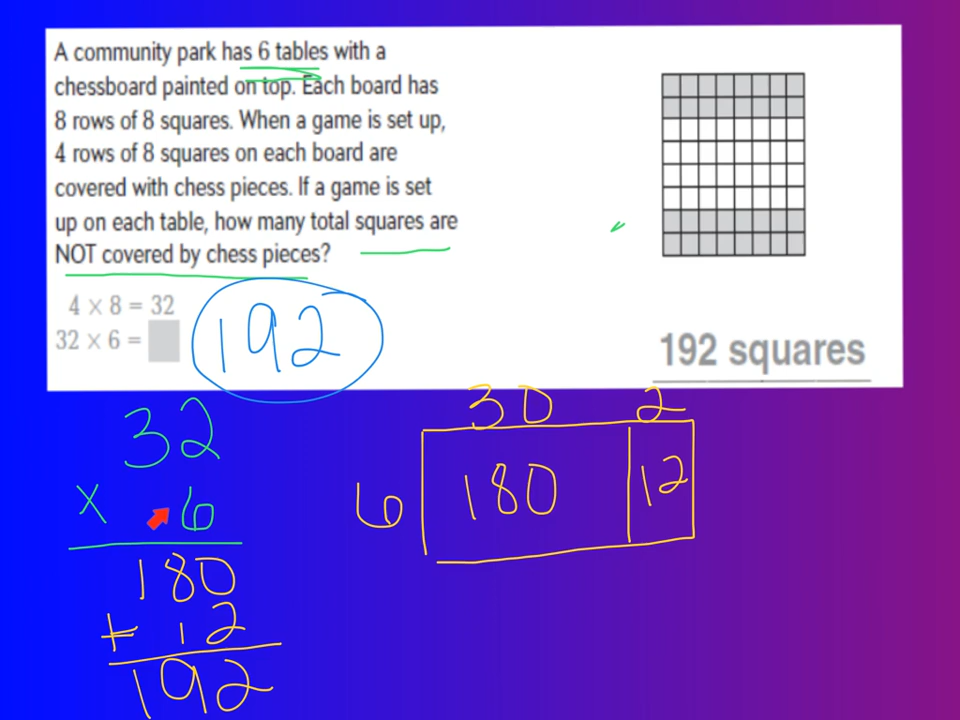 A community park has 6 tables with a
chessboard painted on top. Each board has
8 rows of 8 squares. When a game is set up,
4 rows of 8 squares on each board are
covered with chess pieces. If a game is set
up on each table, how many total squares are
NOT covered by chess pieces?
4 × 8 = 32
32 × 6 =
192
192 squares
32
x 6
180
+ 12
192
30 2
6 180 12